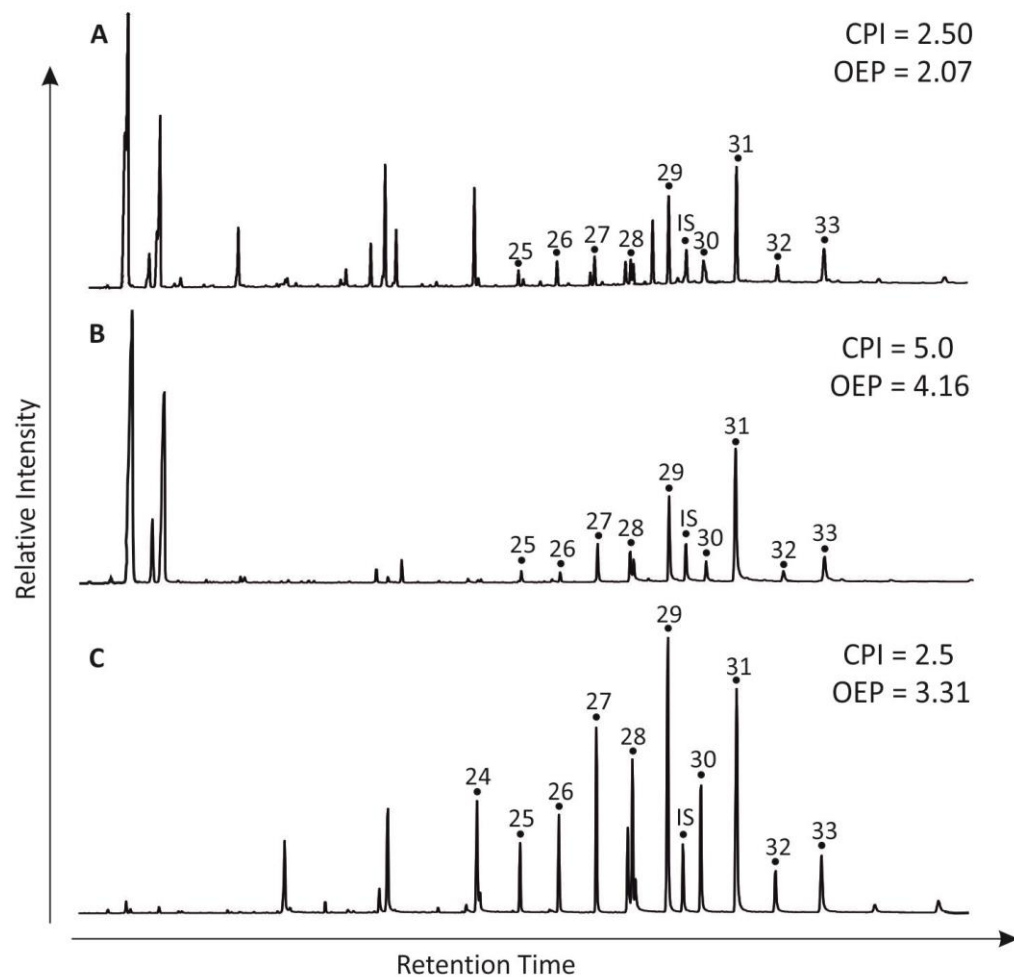 A
CPI = 2.50
OEP = 2.07
25
26
27
28
29
IS
30
31
32
33
B
CPI = 5.0
OEP = 4.16
25
26
27
28
29
IS
30
31
32
33
C
CPI = 2.5
OEP = 3.31
24
25
26
27
28
29
IS
30
31
32
33
Relative Intensity
Retention Time